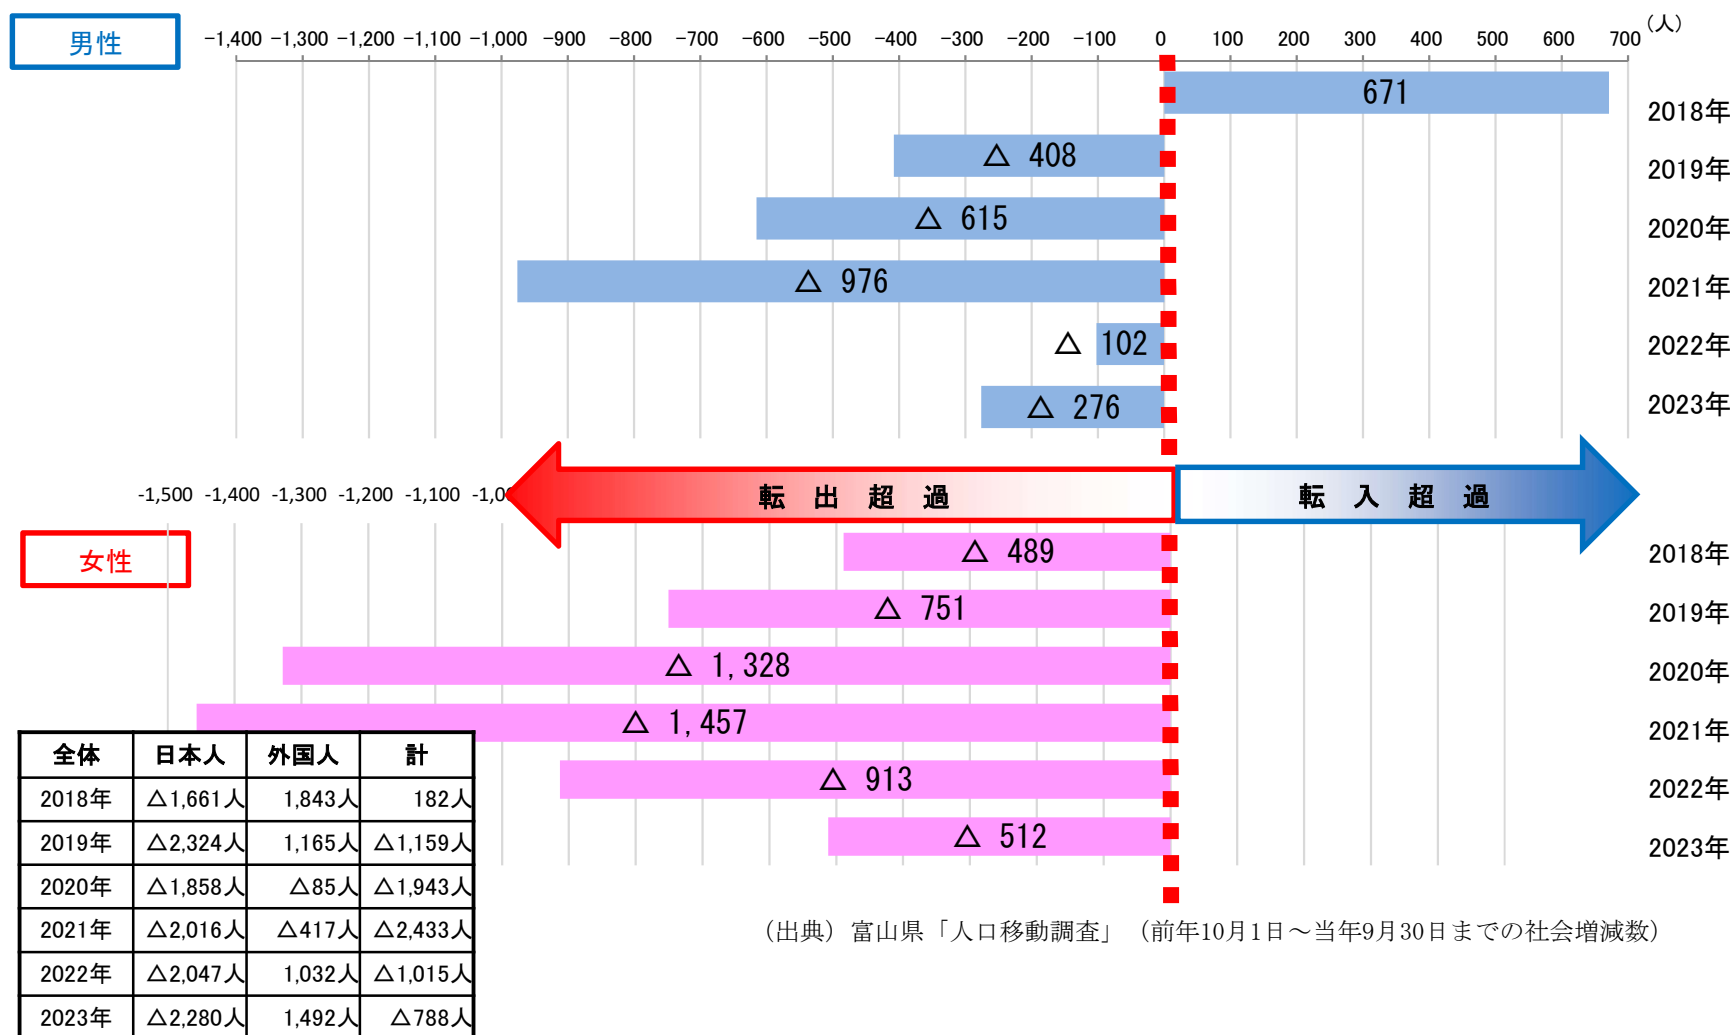 男性
-1,400 -1,300 -1,200 -1,100 -1,000 -900 -800 -700 -600 -500 -400 -300 -200 -100 0 100 200 300 400 500 600 700 (人)
671 2018年
△ 408 2019年
△ 615 2020年
△ 976 2021年
△ 102 2022年
△ 276 2023年
-1,500 -1,400 -1,300 -1,200 -1,100
転出超過 転入超過
女性
△ 489 2018年
△ 751 2019年
△ 1,328 2020年
△ 1,457 2021年
△ 913 2022年
△ 512 2023年
全体 日本人 外国人 計
2018年 △1,661人 1,843人 182人
2019年 △2,324人 1,165人 △1,159人
2020年 △1,858人 △85人 △1,943人
2021年 △2,016人 △417人 △2,433人
2022年 △2,047人 1,032人 △1,015人
2023年 △2,280人 1,492人 △788人
(出典) 富山県「人口移動調査」(前年10月1日~当年9月30日までの社会増減数)